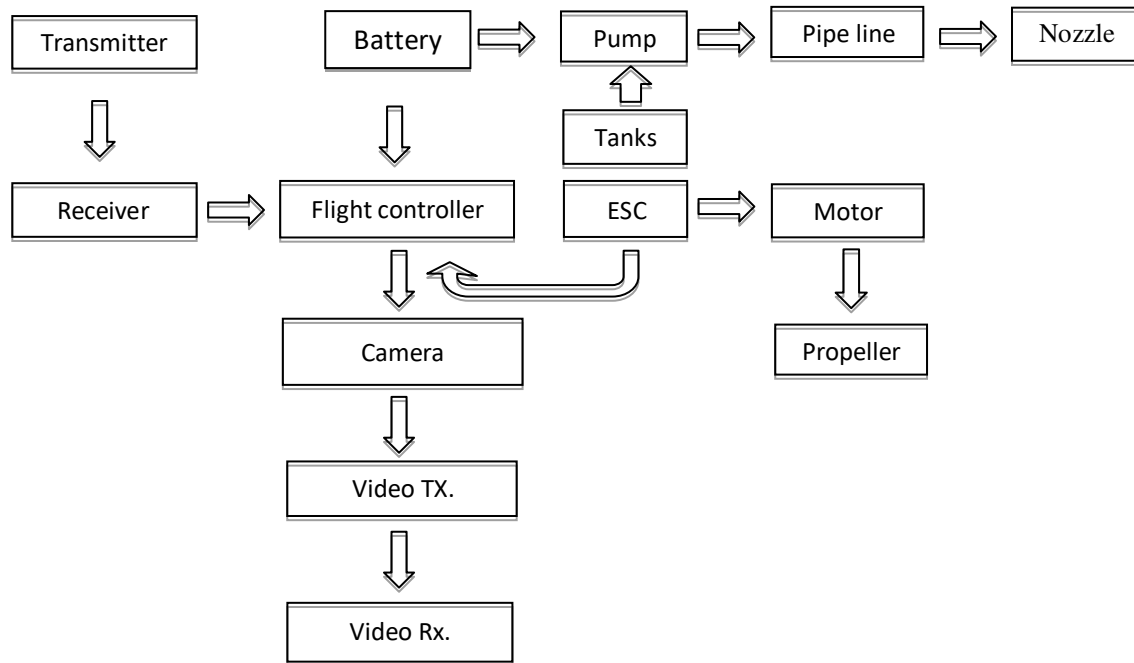 Transmitter
Battery
Pump
Pipe line
Nozzle
Tanks
Receiver
Flight controller
ESC
Motor
Camera
Propeller
Video TX.
Video Rx.